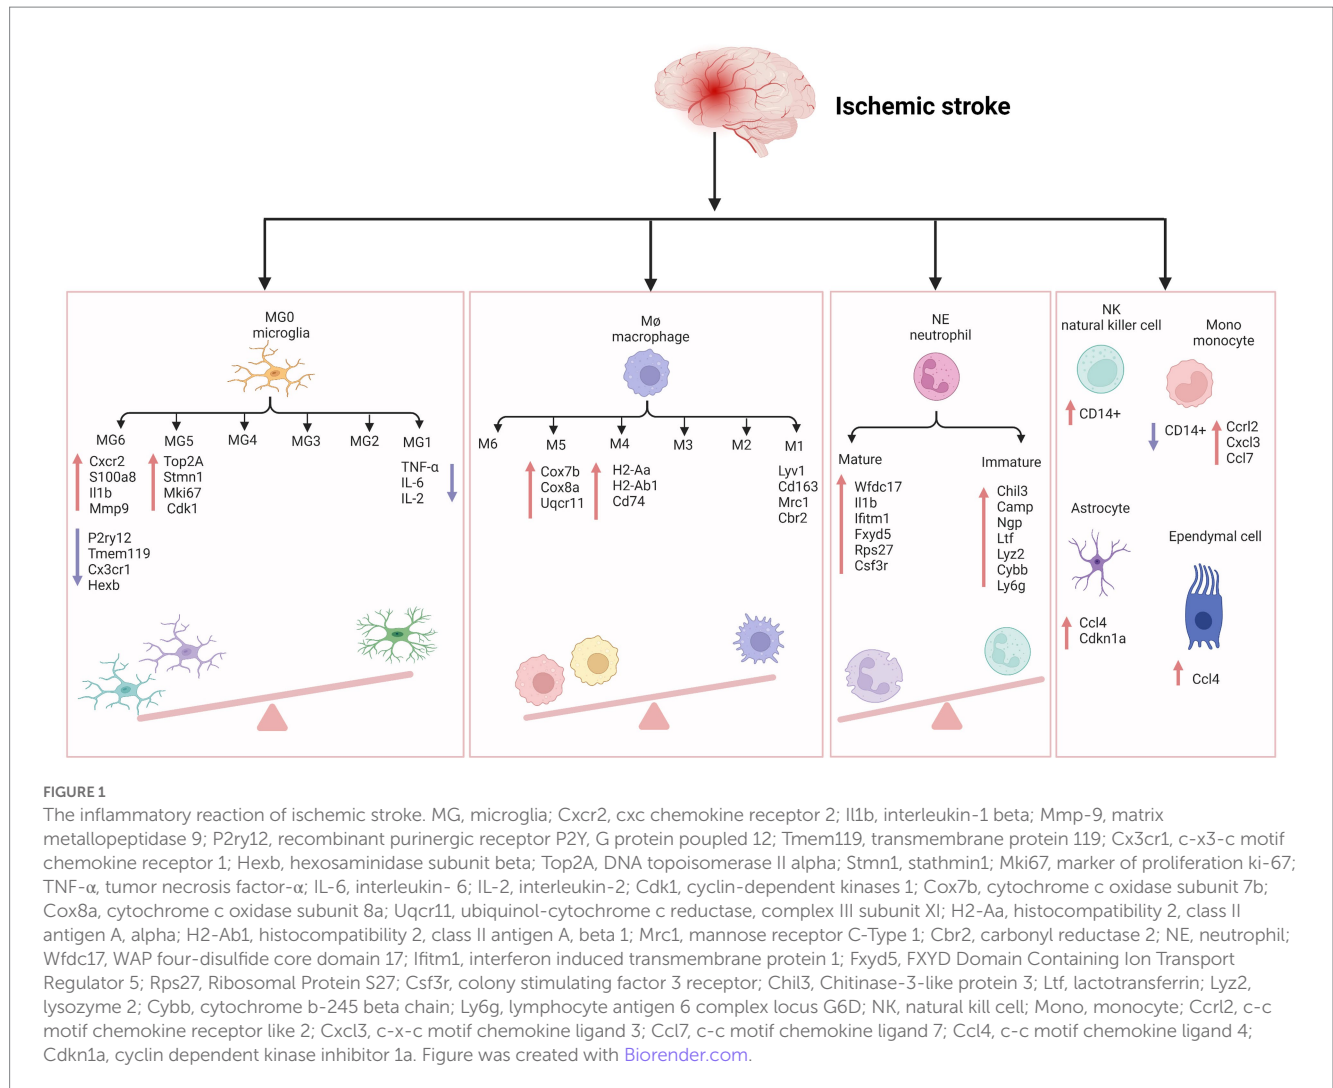 Ischemic stroke
MG0
microglia
MG6
MG5
MG4
MG3
MG2
MG1
Cxcr2
S100a8
Il1b
Mmp9
P2ry12
Tmem119
Cx3cr1
Hexb
Top2A
Stmn1
Mki67
Cdk1
TNF-α
IL-6
IL-2
Mø
macrophage
M6
M5
M4
M3
M2
M1
Cox7b
Cox8a
Uqcr11
H2-Aa
H2-Ab1
Cd74
Lyv1
Cd163
Mrc1
Cbr2
NE
neutrophil
Mature
Immature
Wfdc17
Il1b
Ifitm1
Fxyd5
Rps27
Csf3r
Chil3
Camp
Ngp
Ltf
Lyz2
Cybb
Ly6g
NK
natural killer cell
CD14+
Mono
monocyte
CD14+
Ccrl2
Cxcl3
Ccl7
Astrocyte
Ccl4
Cdkn1a
Ependymal cell
Ccl4
FIGURE 1
The inflammatory reaction of ischemic stroke. MG, microglia; Cxcr2, cxc chemokine receptor 2; Il1b, interleukin-1 beta; Mmp-9, matrix
metallopeptidase 9; P2ry12, recombinant purinergic receptor P2Y, G protein poupled 12; Tmem119, transmembrane protein 119; Cx3cr1, c-x3-c motif
chemokine receptor 1; Hexb, hexosaminidase subunit beta; Top2A, DNA topoisomerase II alpha; Stmn1, stathmin1; Mki67, marker of proliferation ki-67;
TNF-α, tumor necrosis factor-α; IL-6, interleukin- 6; IL-2, interleukin-2; Cdk1, cyclin-dependent kinases 1; Cox7b, cytochrome c oxidase subunit 7b;
Cox8a, cytochrome c oxidase subunit 8a; Uqcr11, ubiquinol-cytochrome c reductase, complex III subunit XI; H2-Aa, histocompatibility 2, class II
antigen A, alpha; H2-Ab1, histocompatibility 2, class II antigen A, beta 1; Mrc1, mannose receptor C-Type 1; Cbr2, carbonyl reductase 2; NE, neutrophil;
Wfdc17, WAP four-disulfide core domain 17; Ifitm1, interferon induced transmembrane protein 1; Fxyd5, FXYD Domain Containing Ion Transport
Regulator 5; Rps27, Ribosomal Protein S27; Csf3r, colony stimulating factor 3 receptor; Chil3, Chitinase-3-like protein 3; Ltf, lactotransferrin; Lyz2,
lysozyme 2; Cybb, cytochrome b-245 beta chain; Ly6g, lymphocyte antigen 6 complex locus G6D; NK, natural kill cell; Mono, monocyte; Ccrl2, c-c
motif chemokine receptor like 2; Cxcl3, c-x-c motif chemokine ligand 3; Ccl7, c-c motif chemokine ligand 7; Ccl4, c-c motif chemokine ligand 4;
Cdkn1a, cyclin dependent kinase inhibitor 1a. Figure was created with Biorender.com.